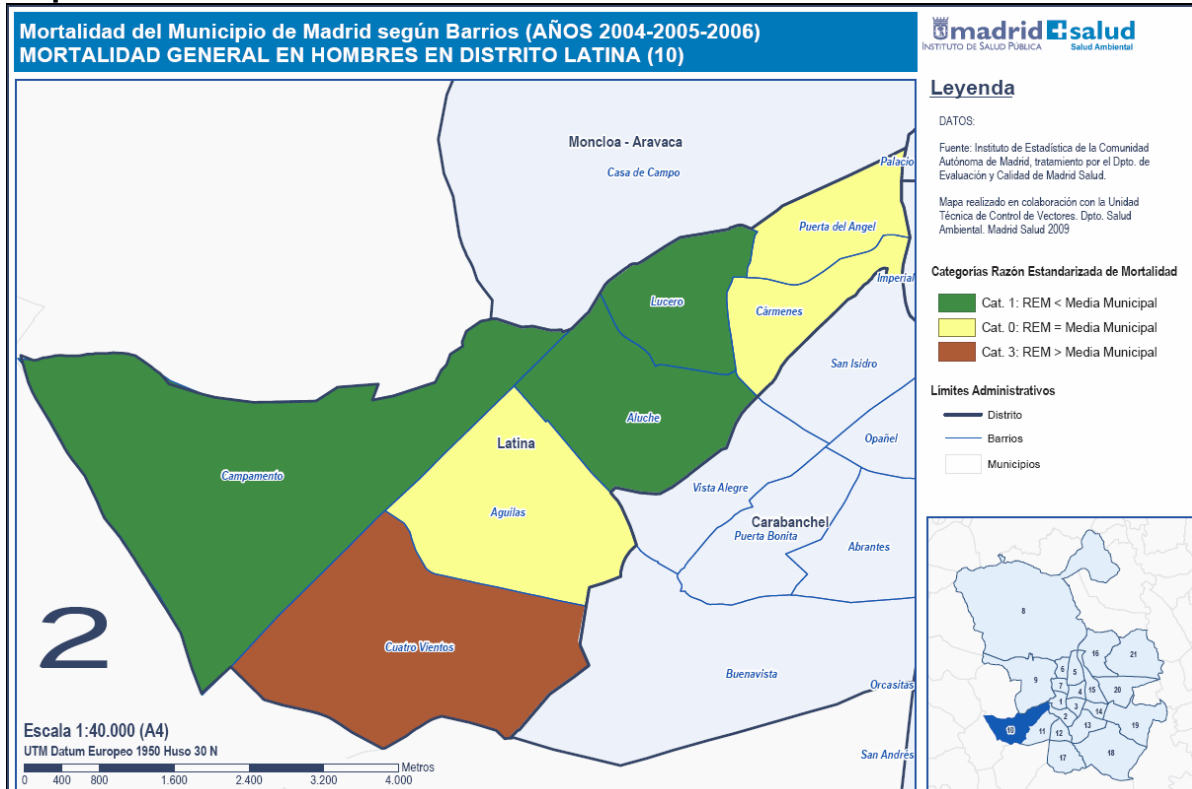 Mortalidad del Municipio de Madrid según Barrios (AÑOS 2004-2005-2006)
MORTALIDAD GENERAL EN HOMBRES EN DISTRITO LATINA (10)
madrid salud
INSTITUTO DE SALUD PÚBLICA
Salud Ambiental
Leyenda
DATOS:
Fuente: Instituto de Estadística de la Comunidad
Autónoma de Madrid, tratamiento por el Dpto. de
Evaluación y Calidad de Madrid Salud.
Mapa realizado en colaboración con la Unidad
Técnica de Control de Vectores. Dpto. Salud
Ambiental. Madrid Salud 2009
Categorías Razón Estandarizada de Mortalidad
Cat. 1: REM < Media Municipal
Cat. 0: REM = Media Municipal
Cat. 3: REM > Media Municipal
Límites Administrativos
Distrito
Barrios
Municipios
Moncloa - Aravaca
Casa de Campo
Palacio
Puerta del Angel
Imperial
Lucero
Cármenes
San Isidro
Aluche
Opañel
Latina
Campamento
Vista Alegre
Aguilas
Carabanchel
Puerta Bonita
Abrantes
Cuatro Vientos
Buenavista
Orcasitas
San Andrés
2
Escala 1:40.000 (A4)
UTM Datum Europeo 1950 Huso 30 N
Metros
0 400 800 1.600 2.400 3.200 4.000
8
16 21
9 6 5
7 4 15 20
1 3
2 14
10 11 12 13 19
17 18